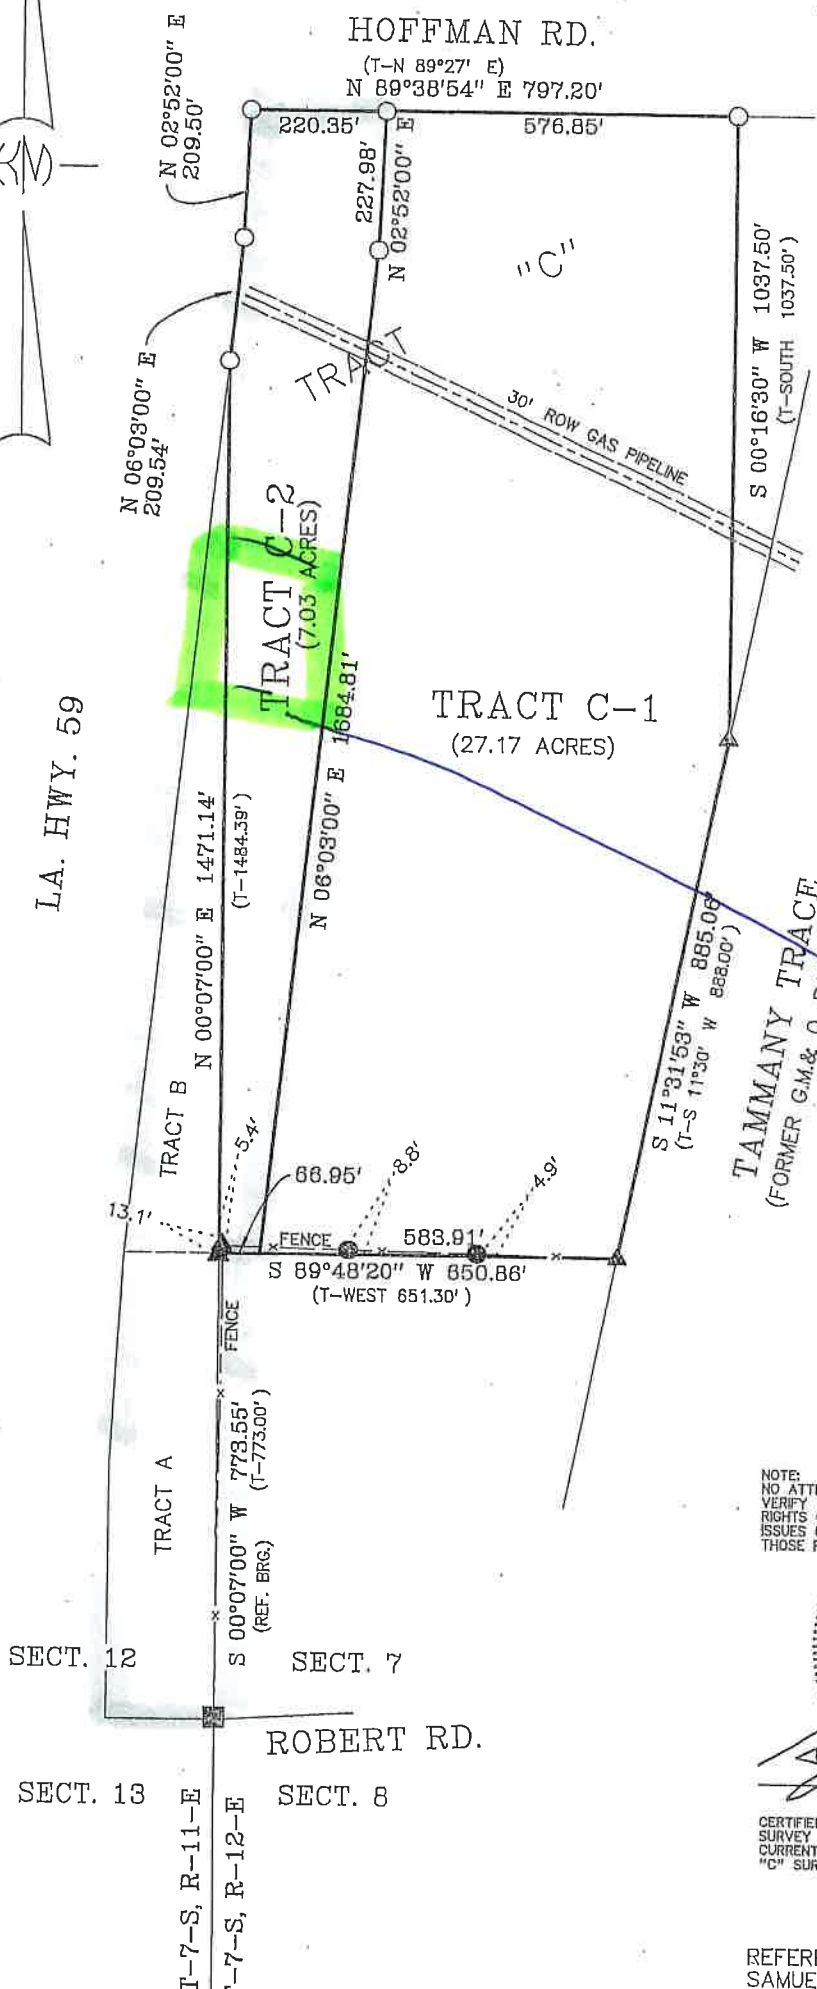 HOFFMAN RD.
(T-N 89°27' E)
N 89°38'54" E 797.20'
220.35'
576.85'
N 02°52'00" E
209.50'
227.98'
N 02°52'00" E
"C"
TRACT
30' ROW GAS PIPELINE
S 00°16'30" W 1037.50'
(T-SOUTH 1037.50')
N 06°03'00" E
209.54'
TRACT C-2
(7.03 ACRES)
TRACT C-1
(27.17 ACRES)
N 06°03'00" E 1684.81'
LA. HWY. 59
N 00°07'00" E 1471.14'
(T-1484.39')
S 11°31'53" W 885.06'
(T-S 11°30' W 888.00')
TAMMANY TRACE
(FORMER G.M.& O.
TRACT B
5.4'
66.95'
8.8'
4.9'
13.1'
FENCE
583.91'
S 89°48'20" W 650.86'
(T-WEST 651.30')
FENCE
TRACT A
S 00°07'00" W 773.55'
(T-773.00')
(REF. BRG.)
NOTE:
NO
VERIFY
RIGHTS
ISSUES
THOSE
SECT. 12
SECT. 7
ROBERT RD.
SECT. 13
SECT. 8
T-7-S, R-11-E
T-7-S, R-12-E
SURVEY
CURRENT
"C"